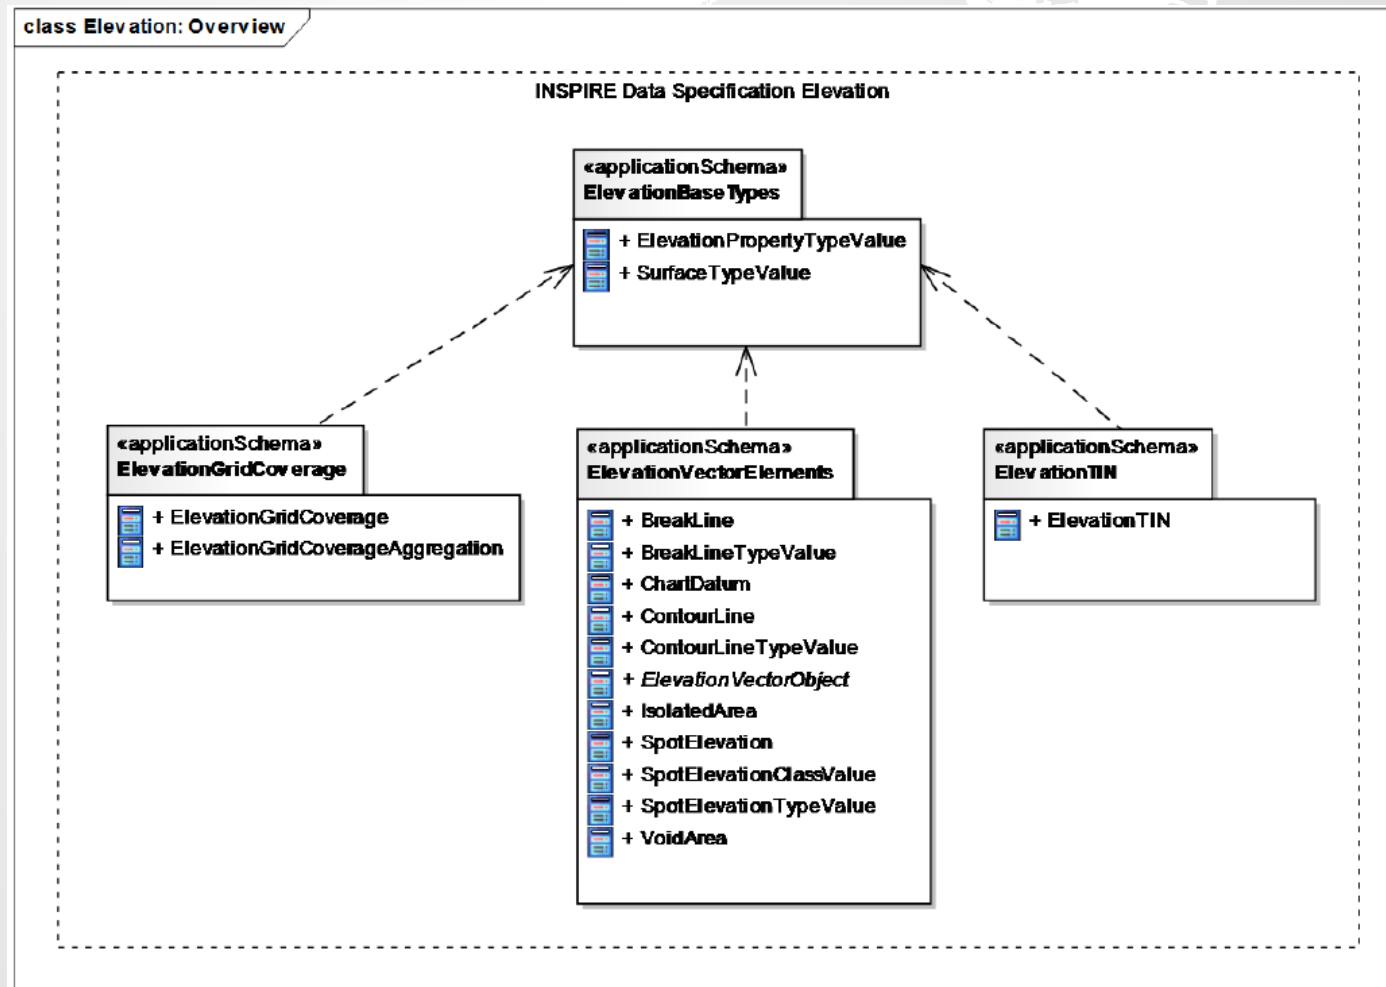 class Elevation: Overview
INSPIRE Data Specification Elevation
«applicationSchema»
ElevationBaseTypes
+ ElevationPropertyTypeValue
+ SurfaceTypeValue
«applicationSchema»
ElevationGridCoverage
+ ElevationGridCoverage
+ ElevationGridCoverageAggregation
«applicationSchema»
ElevationVectorElements
+ BreakLine
+ BreakLineTypeValue
+ ChartDatum
+ ContourLine
+ ContourLineTypeValue
+ ElevationVectorObject
+ IsolatedArea
+ SpotElevation
+ SpotElevationClassValue
+ SpotElevationTypeValue
+ VoidArea
«applicationSchema»
ElevationTIN
+ ElevationTIN